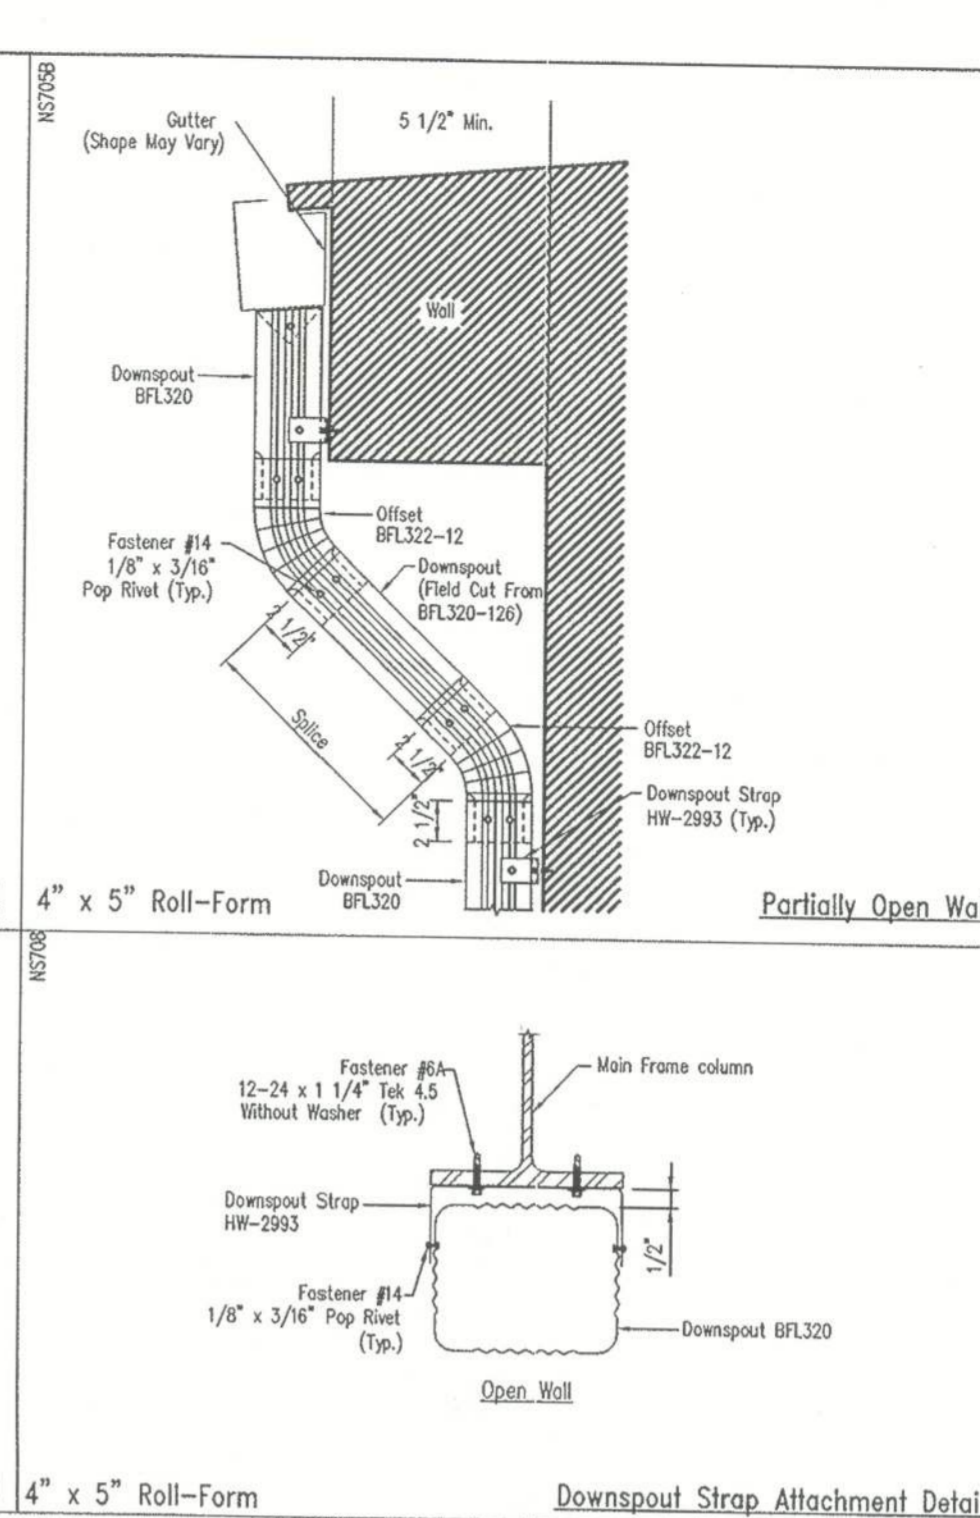 NS705B
Gutter
(Shape May Vary)
5 1/2" Min.
Wall
Downspout
BFL320
Offset
BFL322-12
Fastener #14
1/8" x 3/16"
Pop Rivet (Typ.)
Downspout
(Field Cut From
BFL320-126)
2 1/2"
Splice
2 1/2"
Offset
BFL322-12
2 1/2"
Downspout Strap
HW-2993 (Typ.)
Downspout
BFL320
4" x 5" Roll-Form
Partially Open Wa
NS708
Fastener #6A
12-24 x 1 1/4" Tek 4.5
Without Washer (Typ.)
Main Frame column
Downspout Strap
HW-2993
1/2"
Fastener #14
1/8" x 3/16" Pop Rivet
(Typ.)
Downspout BFL320
Open Wall
4" x 5" Roll-Form
Downspout Strap Attachment Detai